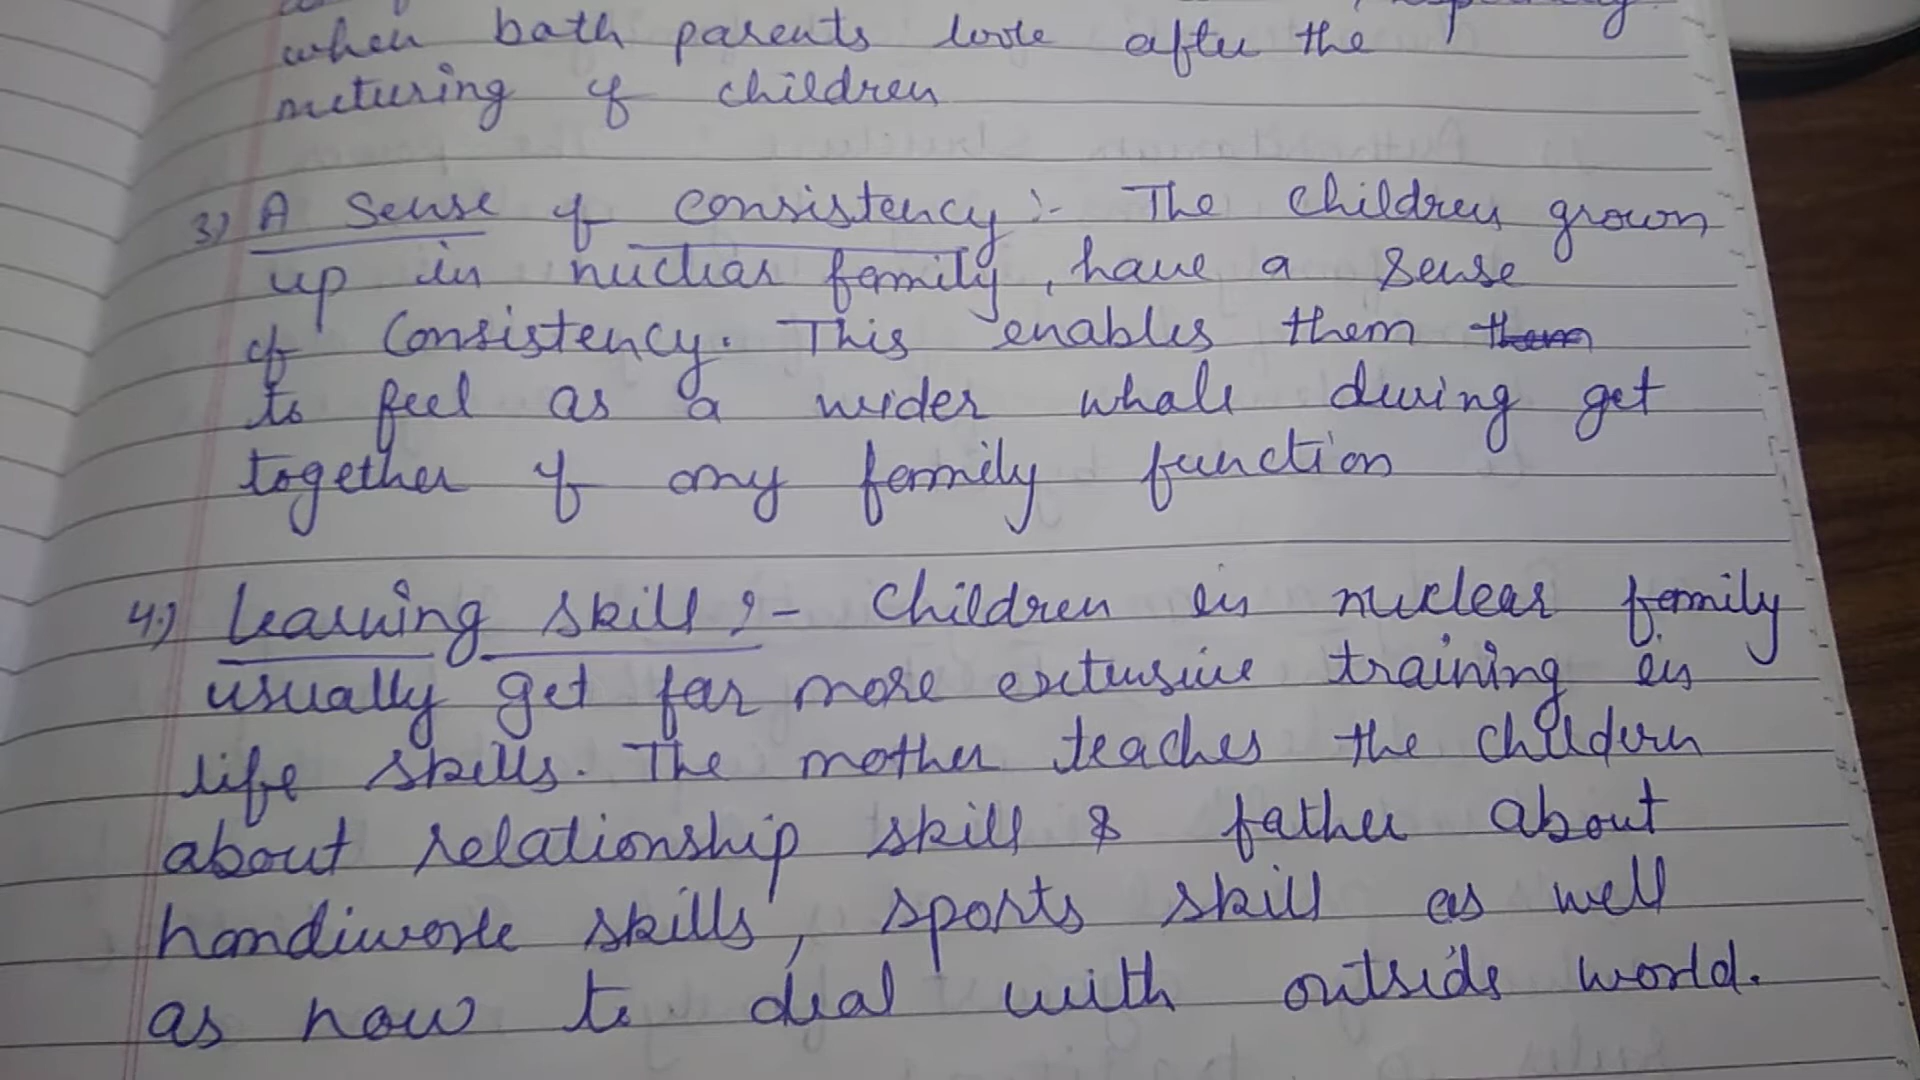 when both parents look after the
nuturing of children
3) A Sense of consistency :- The children grown
up in nuclear family, have a sense
of Consistency. This enables them them
to feel as a wider whole during get
together of any family function
4.) Learning skill :- Children in nuclear family
usually get far more extensive training in
life skills. The mother teaches the childern
about relationship skill & father about
handiwork skills, sports skill as well
as how to deal with outside world.